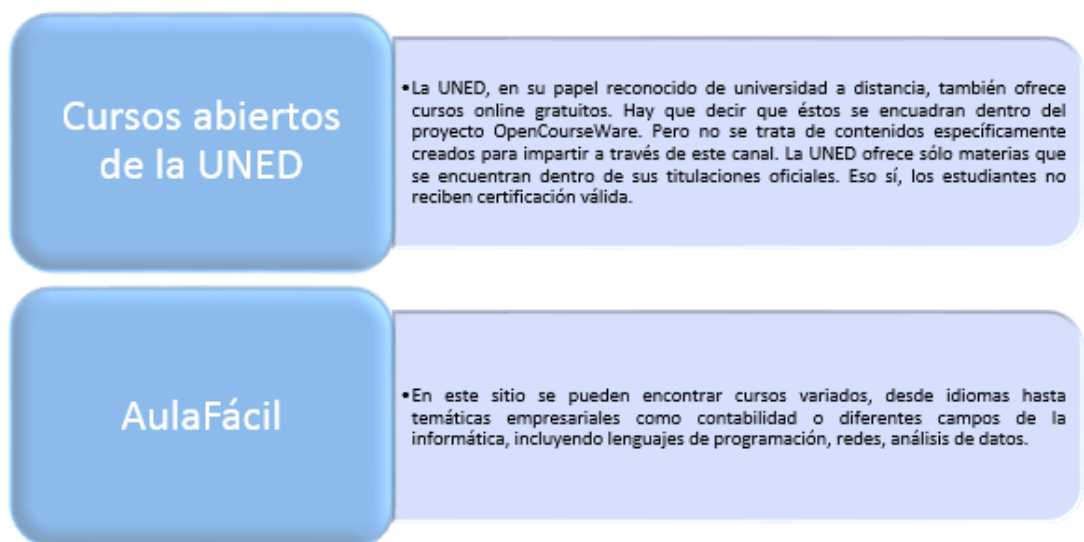 Cursos abiertos
de la UNED
•La UNED, en su papel reconocido de universidad a distancia, también ofrece
cursos online gratuitos. Hay que decir que éstos se encuadran dentro del
proyecto OpenCourseWare. Pero no se trata de contenidos específicamente
creados para impartir a través de este canal. La UNED ofrece sólo materias que
se encuentran dentro de sus titulaciones oficiales. Eso sí, los estudiantes no
reciben certificación válida.
AulaFácil
•En este sitio se pueden encontrar cursos variados, desde idiomas hasta
temáticas empresariales como contabilidad o diferentes campos de la
informática, incluyendo lenguajes de programación, redes, análisis de datos.